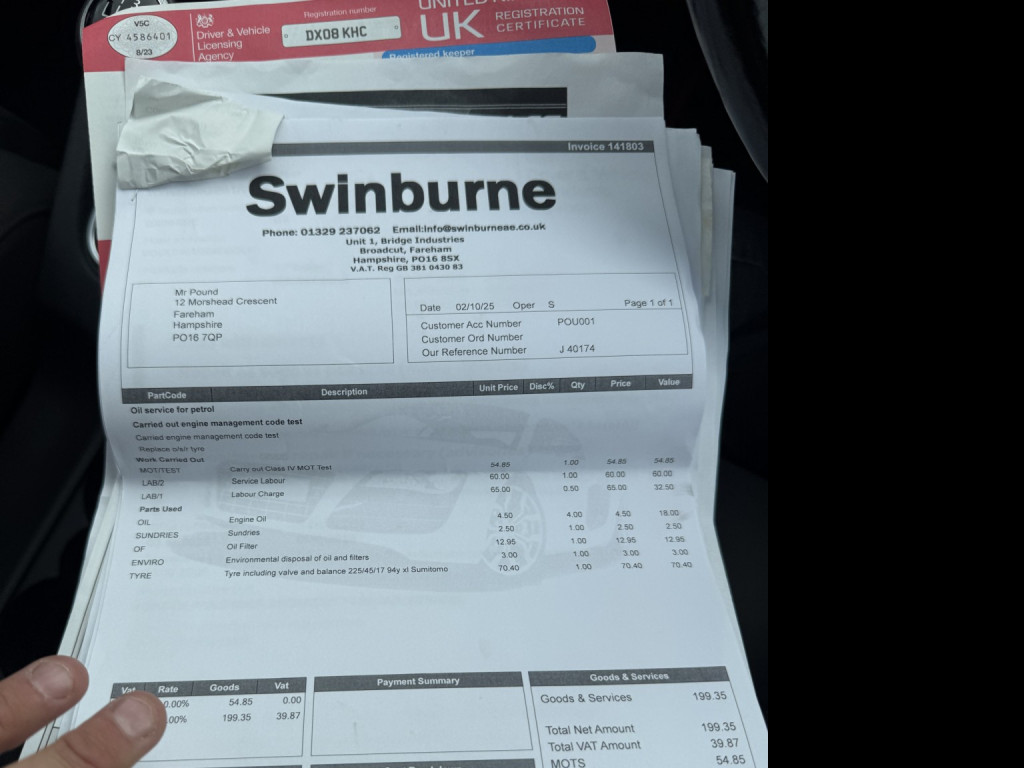 V5C
CY 4586401
8/23
Driver & Vehicle
Licensing
Agency
Registration number
DX08 KHC
UK
REGISTRATION
CERTIFICATE
Registered keeper
Invoice 141803
Swinburne
Phone: 01329 237062 Email:Info@swinburneae.co.uk
Unit 1, Bridge Industries
Broadcut, Fareham
Hampshire, PO16 8SX
V.A.T. Reg GB 381 0430 83
Mr Pound
12 Morshead Crescent
Fareham
Hampshire
PO16 7QP
Date 02/10/25 Oper S Page 1 of 1
Customer Acc Number POU001
Customer Ord Number
Our Reference Number J 40174
PartCode Description Unit Price Disc% Qty Price Value
Oil service for petrol
Carried out engine management code test
Carried engine management code test
Replace o/s/r tyre
Work Carried Out
MOT/TEST Carry out Class IV MOT Test 54.85 1.00 54.85 54.85
LAB/2 Service Labour 60.00 1.00 60.00 60.00
LAB/1 Labour Charge 65.00 0.50 65.00 32.50
Parts Used
OIL Engine Oil 4.50 4.00 4.50 18.00
SUNDRIES Sundries 2.50 1.00 2.50 2.50
OF Oil Filter 12.95 1.00 12.95 12.95
ENVIRO Environmental disposal of oil and filters 3.00 1.00 3.00 3.00
TYRE Tyre including valve and balance 225/45/17 94y xl Sumitomo 70.40 1.00 70.40 70.40
Vat Rate Goods Vat
0.00% 54.85 0.00
.00% 199.35 39.87
Payment Summary
Goods & Services
Goods & Services 199.35
Total Net Amount 199.35
Total VAT Amount 39.87
MOTS 54.85